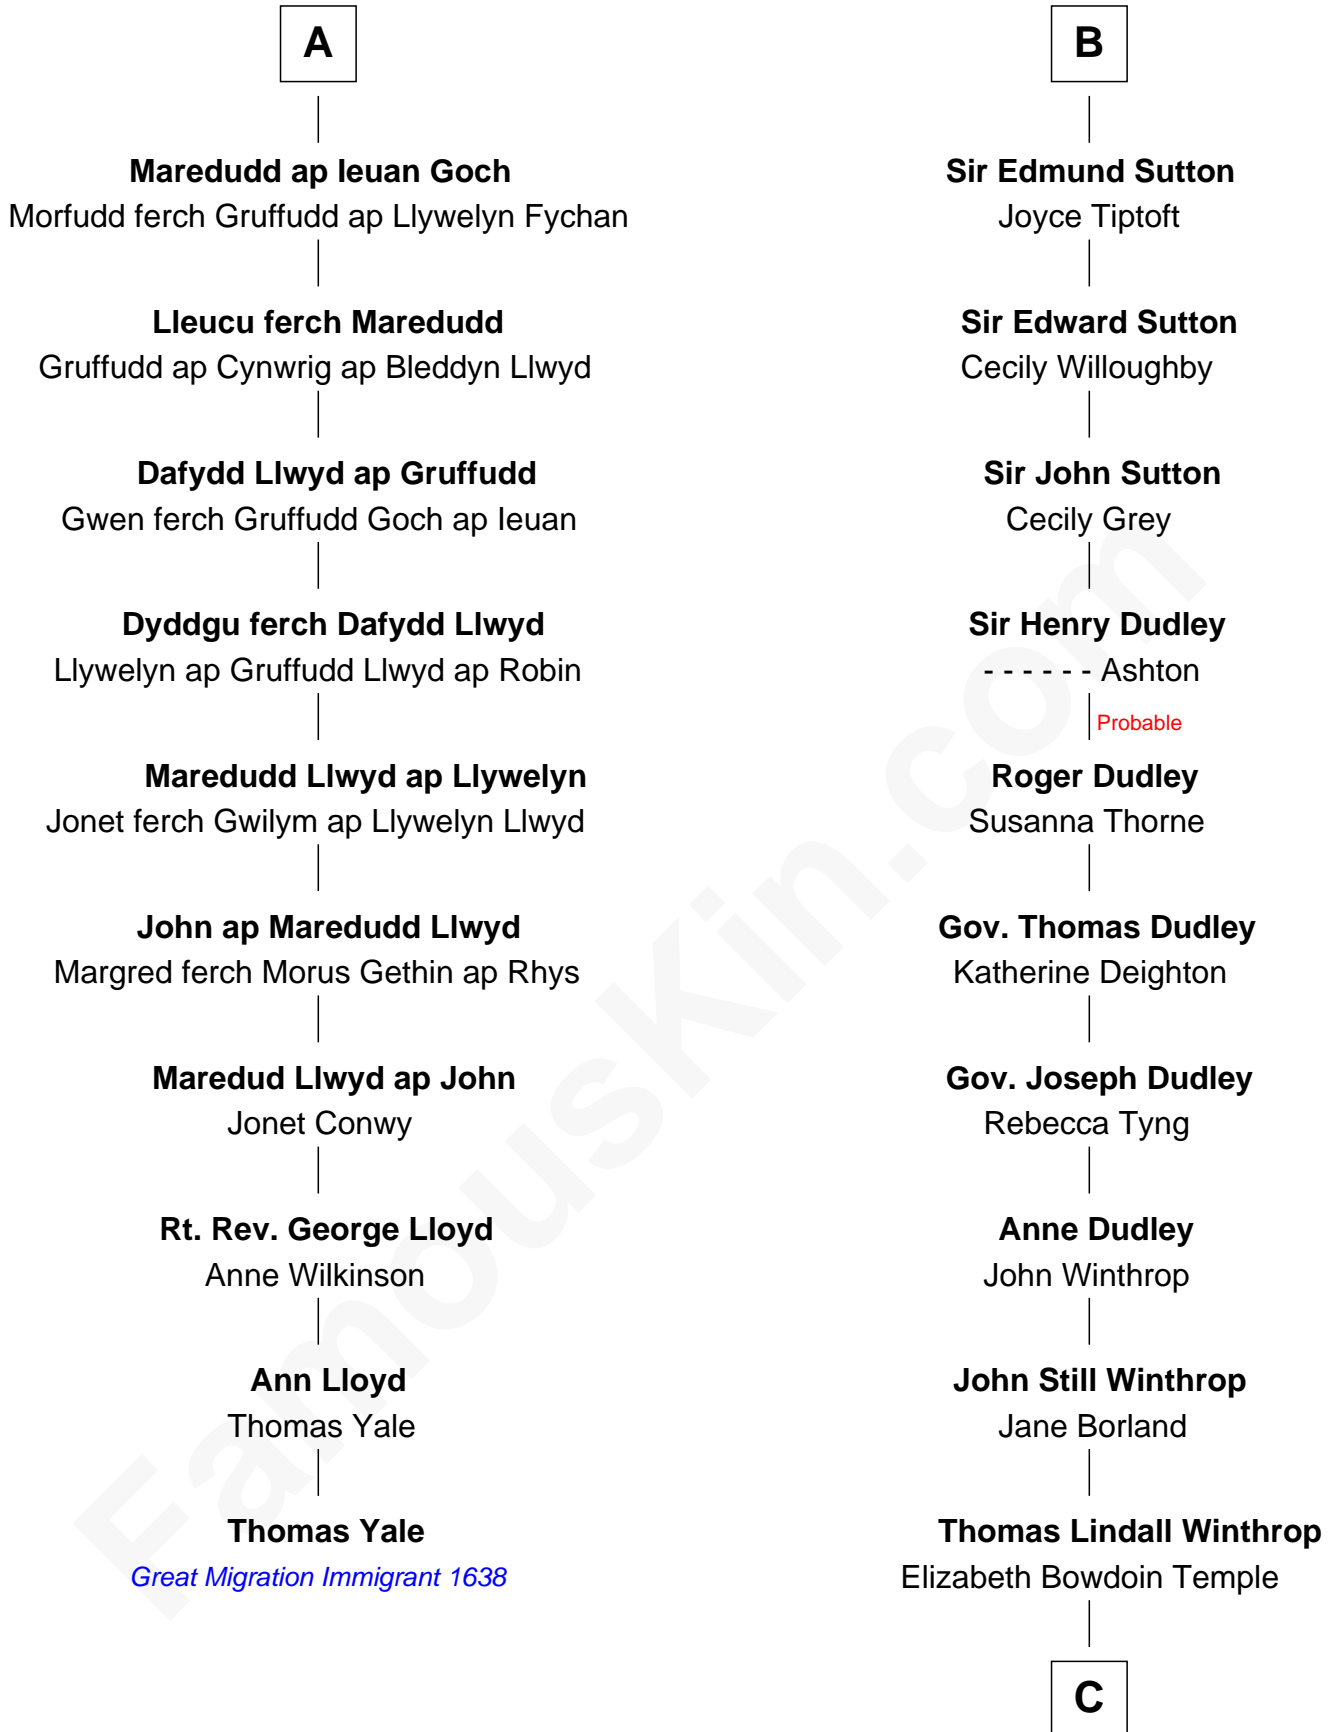 A
Maredudd ap Ieuan Goch
Morfudd ferch Gruffudd ap Llywelyn Fychan
Lleucu ferch Maredudd
Gruffudd ap Cynwrig ap Bleddyn Llwyd
Dafydd Llwyd ap Gruffudd
Gwen ferch Gruffudd Goch ap Ieuan
Dyddgu ferch Dafydd Llwyd
Llywelyn ap Gruffudd Llwyd ap Robin
Maredudd Llwyd ap Llywelyn
Jonet ferch Gwilym ap Llywelyn Llwyd
John ap Maredudd Llwyd
Margred ferch Morus Gethin ap Rhys
Maredud Llwyd ap John
Jonet Conwy
Rt. Rev. George Lloyd
Anne Wilkinson
Ann Lloyd
Thomas Yale
Thomas Yale
Great Migration Immigrant 1638
B
Sir Edmund Sutton
Joyce Tiptoft
Sir Edward Sutton
Cecily Willoughby
Sir John Sutton
Cecily Grey
Sir Henry Dudley
- - - - - - Ashton
Probable
Roger Dudley
Susanna Thorne
Gov. Thomas Dudley
Katherine Deighton
Gov. Joseph Dudley
Rebecca Tyng
Anne Dudley
John Winthrop
John Still Winthrop
Jane Borland
Thomas Lindall Winthrop
Elizabeth Bowdoin Temple
C
FamousKin.com